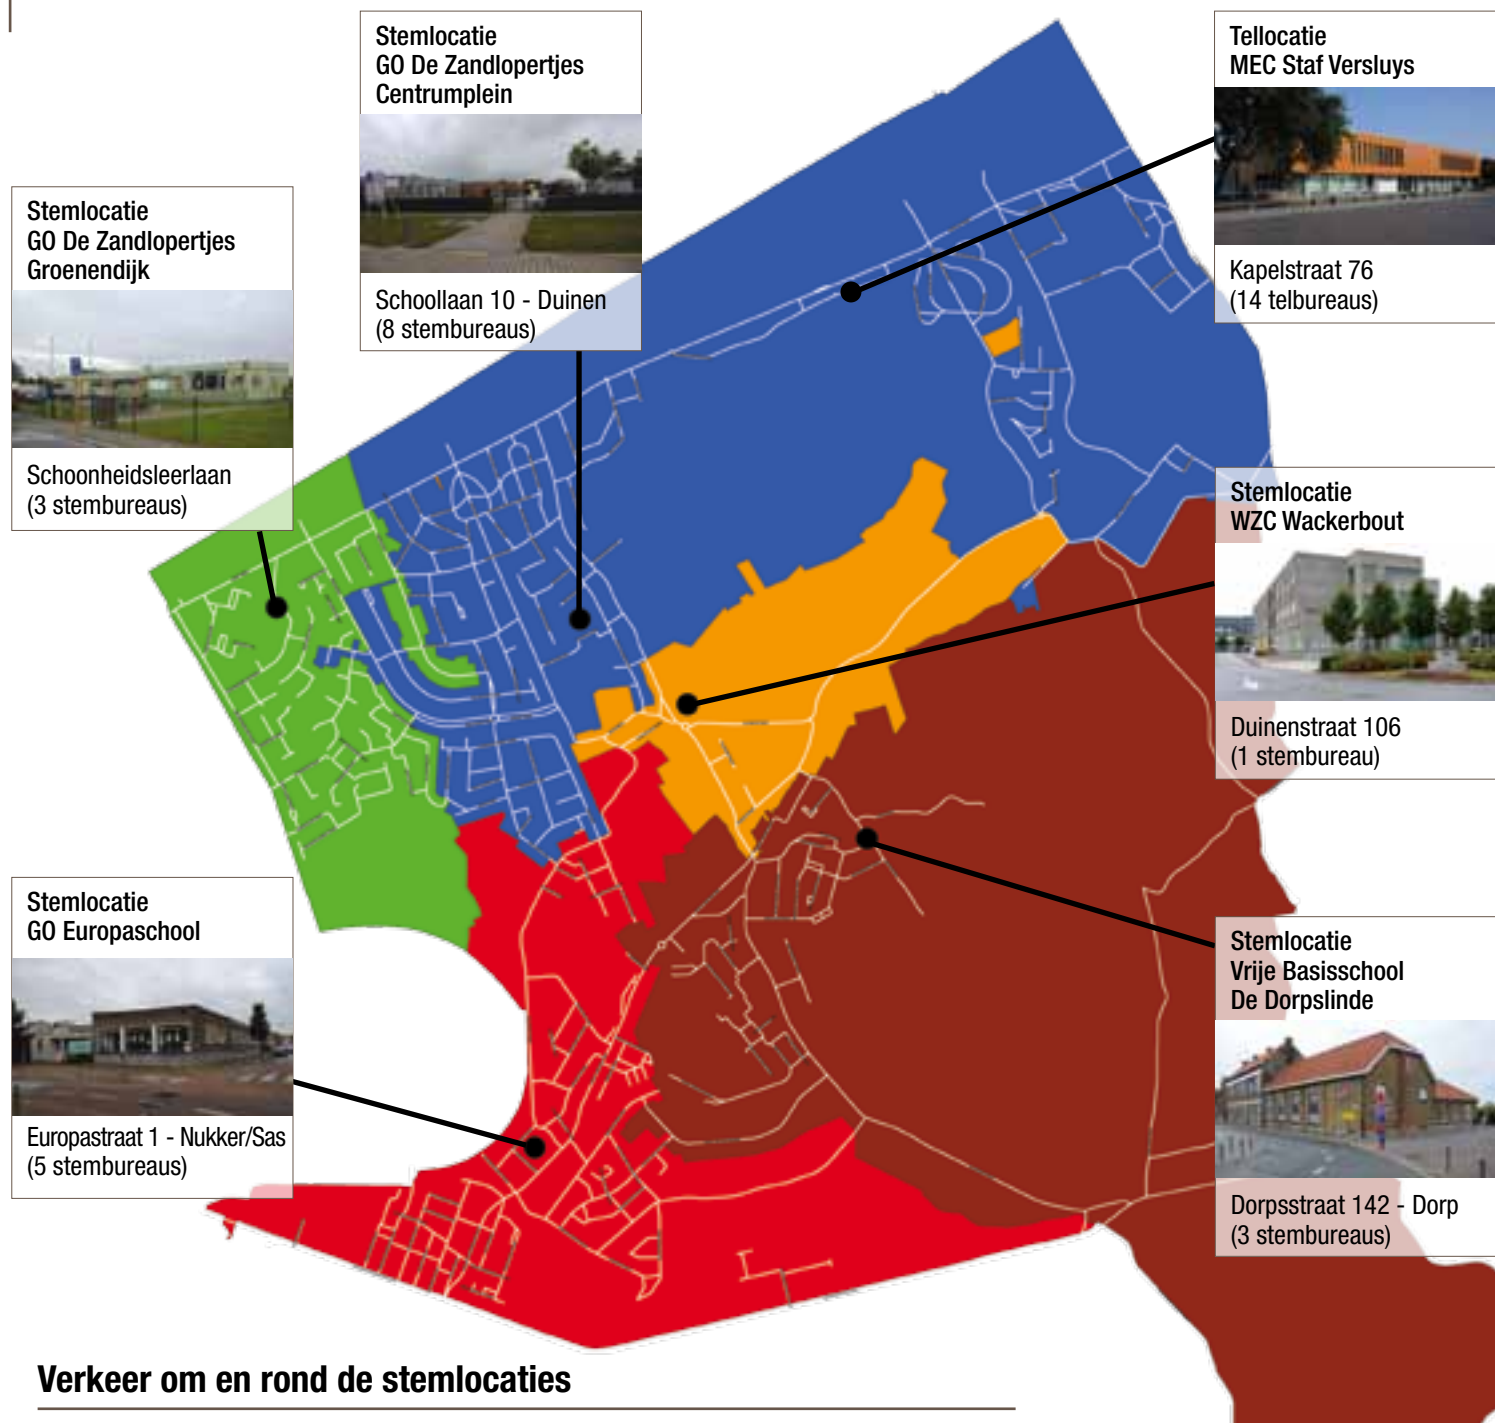 Stemlocatie
GO De Zandlopertjes
Centrumplein
Schoollaan 10 - Duinen
(8 stembureaus)
Tellocatie
MEC Staf Versluys
Kapelstraat 76
(14 telbureaus)
Stemlocatie
GO De Zandlopertjes
Groenendijk
Schoonheidsleerlaan
(3 stembureaus)
Stemlocatie
WZC Wackerbout
Duinenstraat 106
(1 stembureau)
Stemlocatie
GO Europaschool
Europastraat 1 - Nukker/Sas
(5 stembureaus)
Stemlocatie
Vrije Basisschool
De Dorpslinde
Dorpsstraat 142 - Dorp
(3 stembureaus)
Verkeer om en rond de stemlocaties